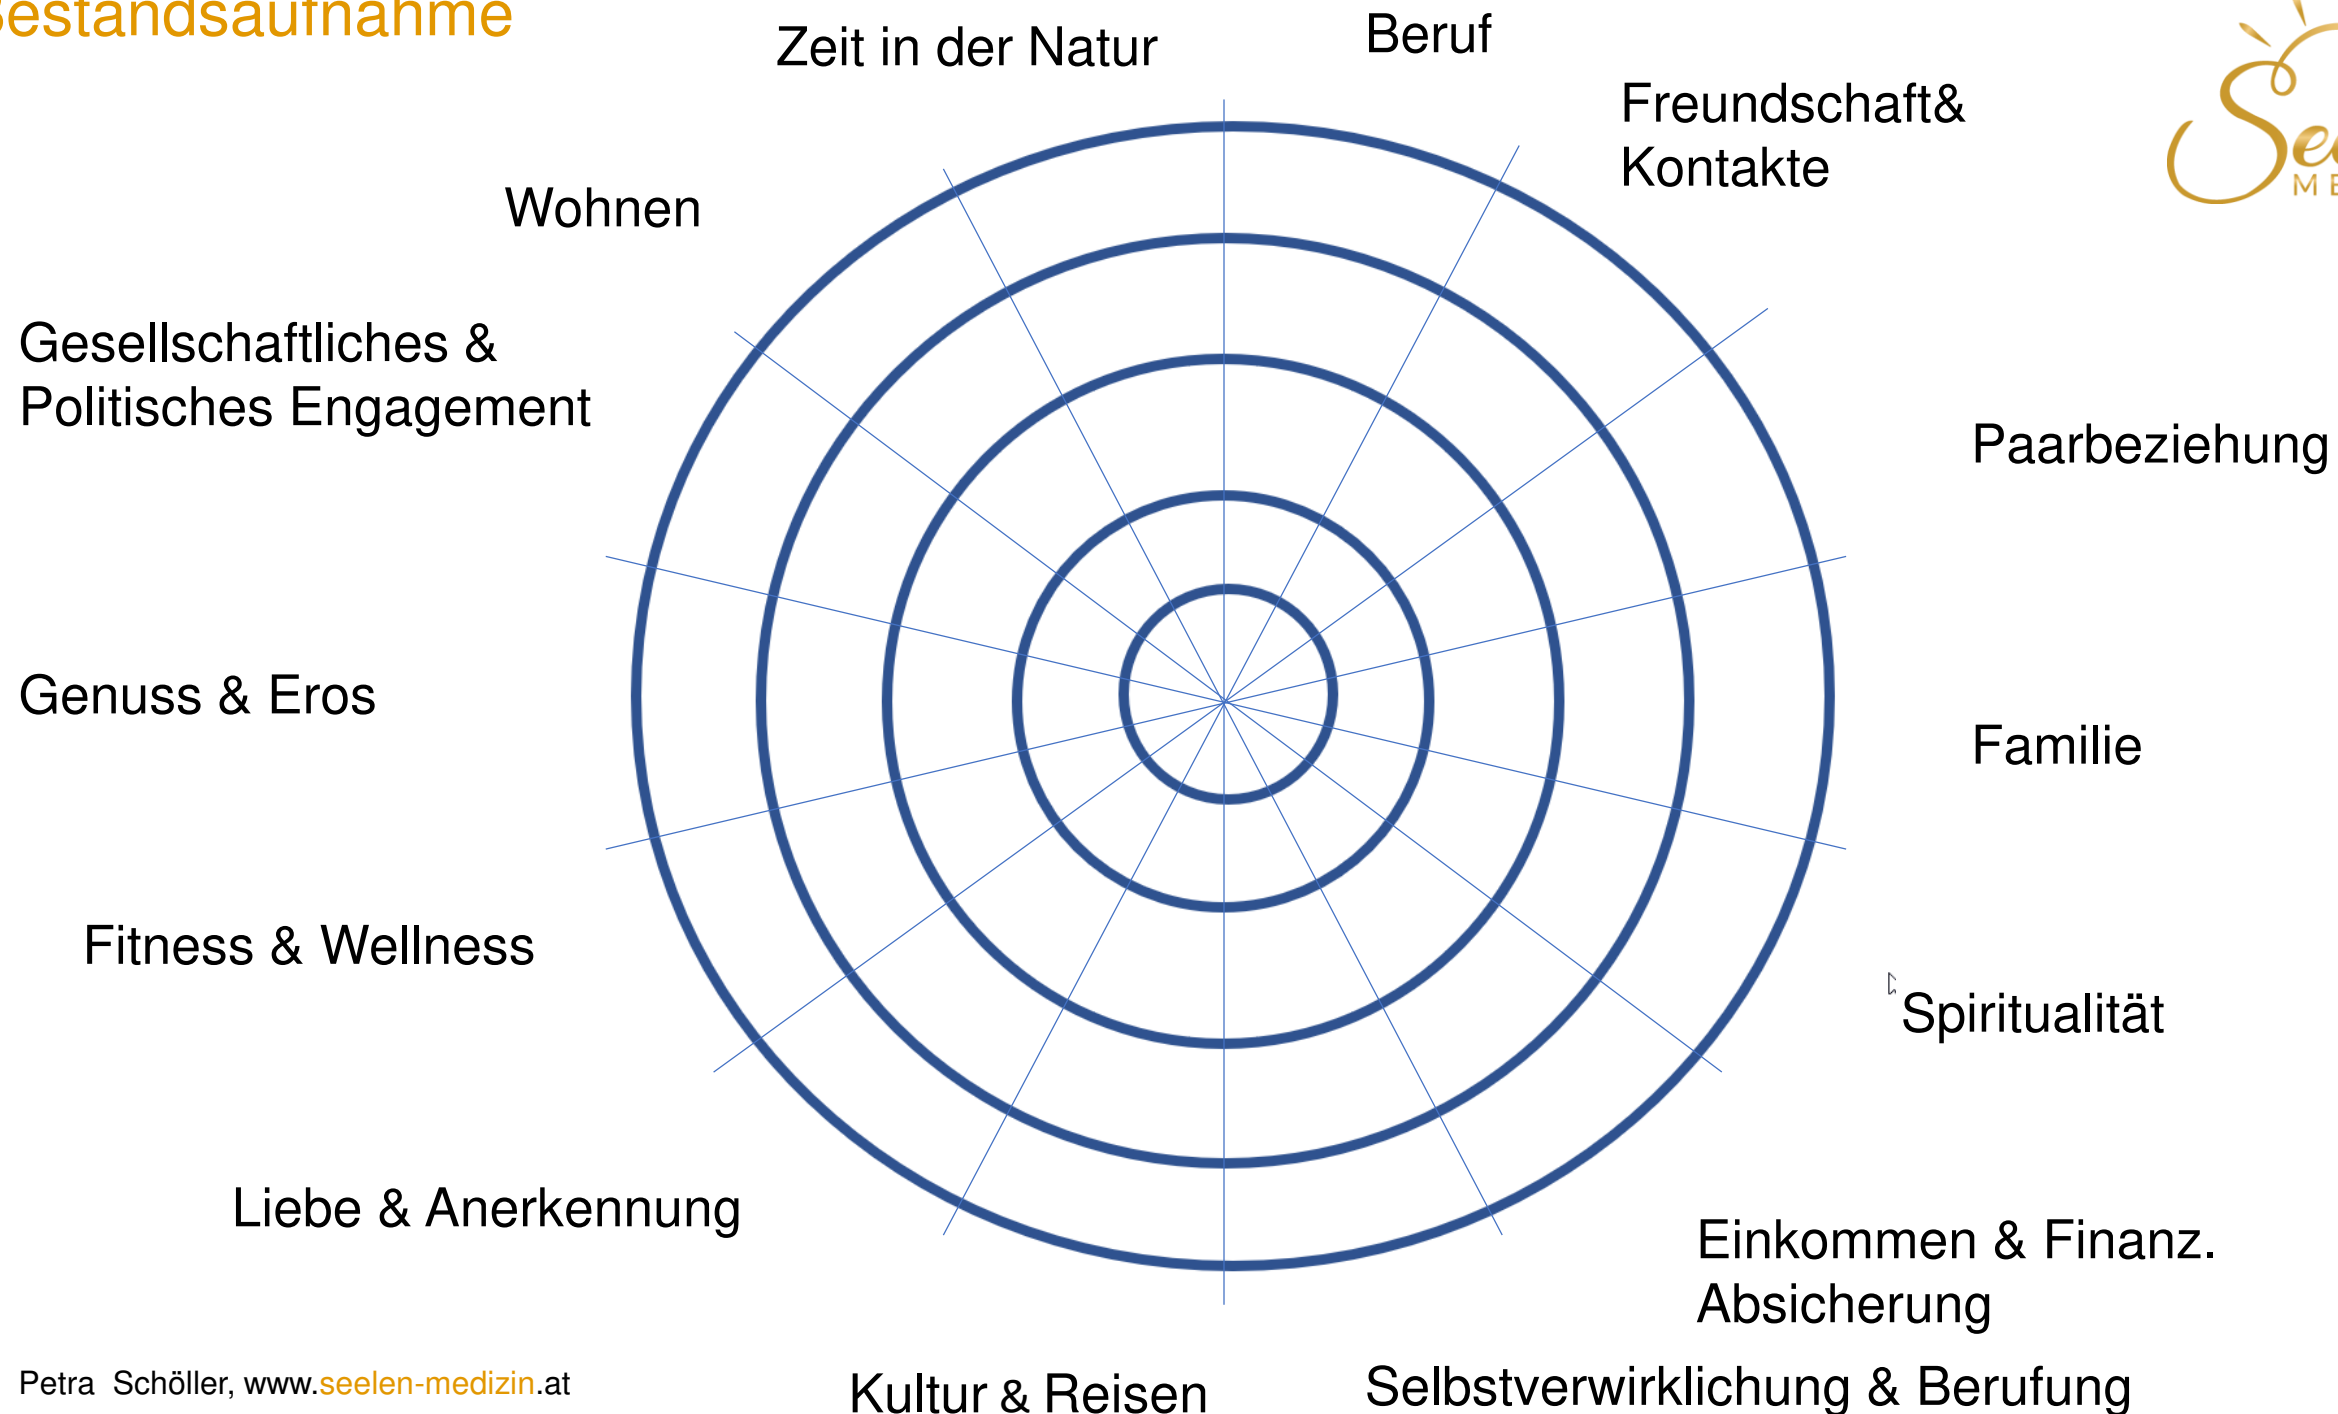 Bestandsaufnahme
Zeit in der Natur
Beruf
Freundschaft&
Kontakte
Wohnen
Gesellschaftliches &
Politisches Engagement
Paarbeziehung
Genuss & Eros
Familie
Fitness & Wellness
Spiritualität
Liebe & Anerkennung
Einkommen & Finanz.
Absicherung
Petra Schöller, www.seelen-medizin.at
Kultur & Reisen
Selbstverwirklichung & Berufung